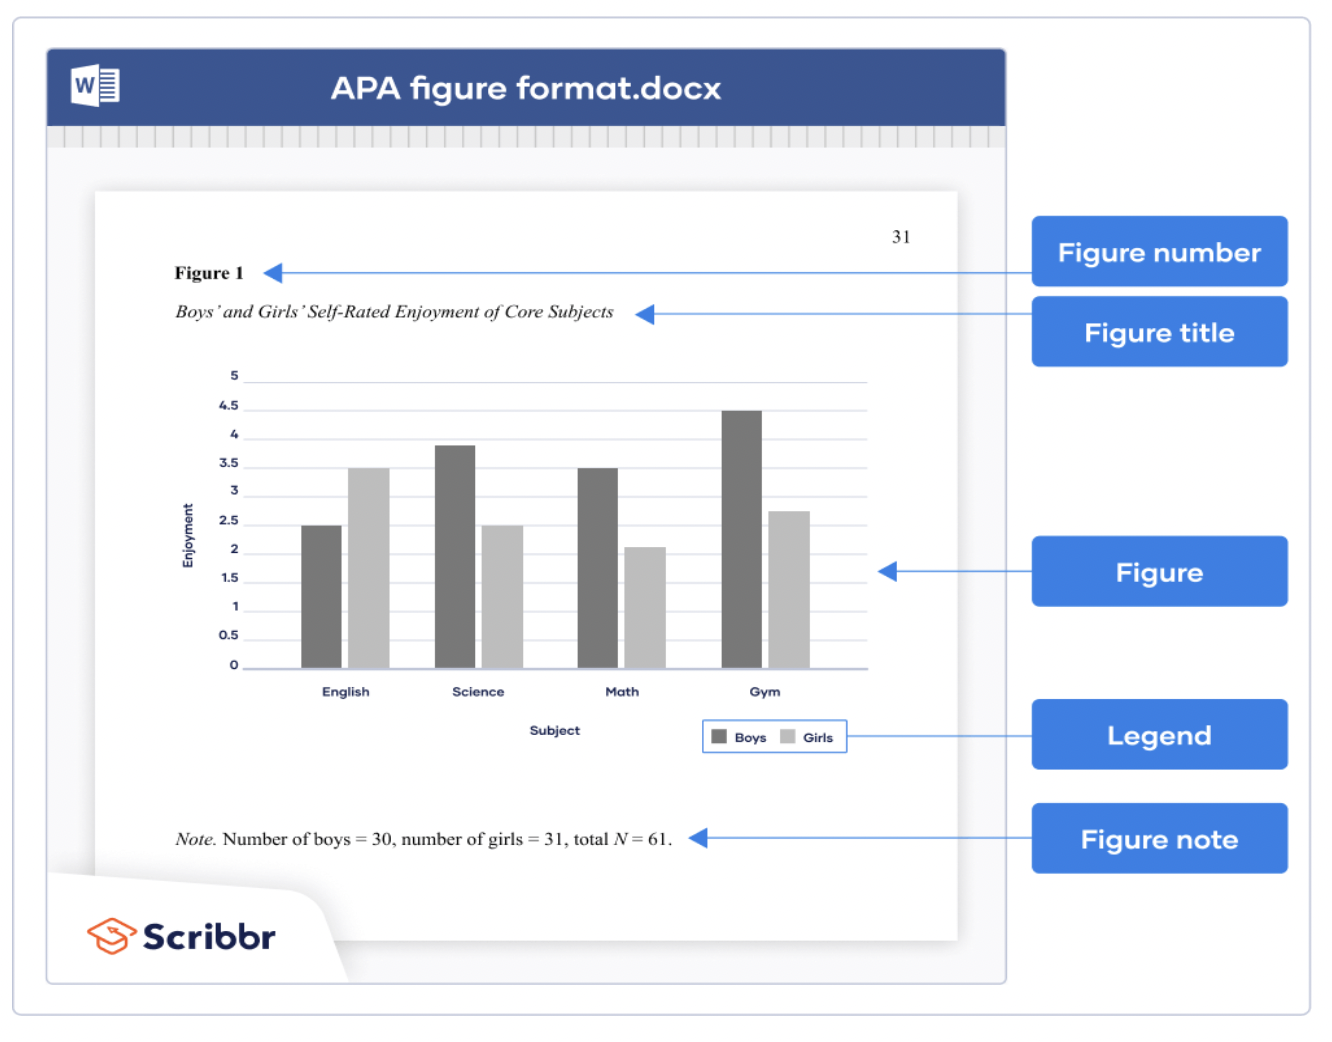 W
APA figure format.docx
31
Figure 1
Figure number
Boys' and Girls' Self-Rated Enjoyment of Core Subjects
Figure title
5
4.5
4
3.5
3
2.5
2
1.5
1
0.5
0
Enjoyment
Figure
English Science Math Gym
Subject
Boys Girls
Legend
Note. Number of boys = 30, number of girls = 31, total N = 61.
Figure note
Scribbr